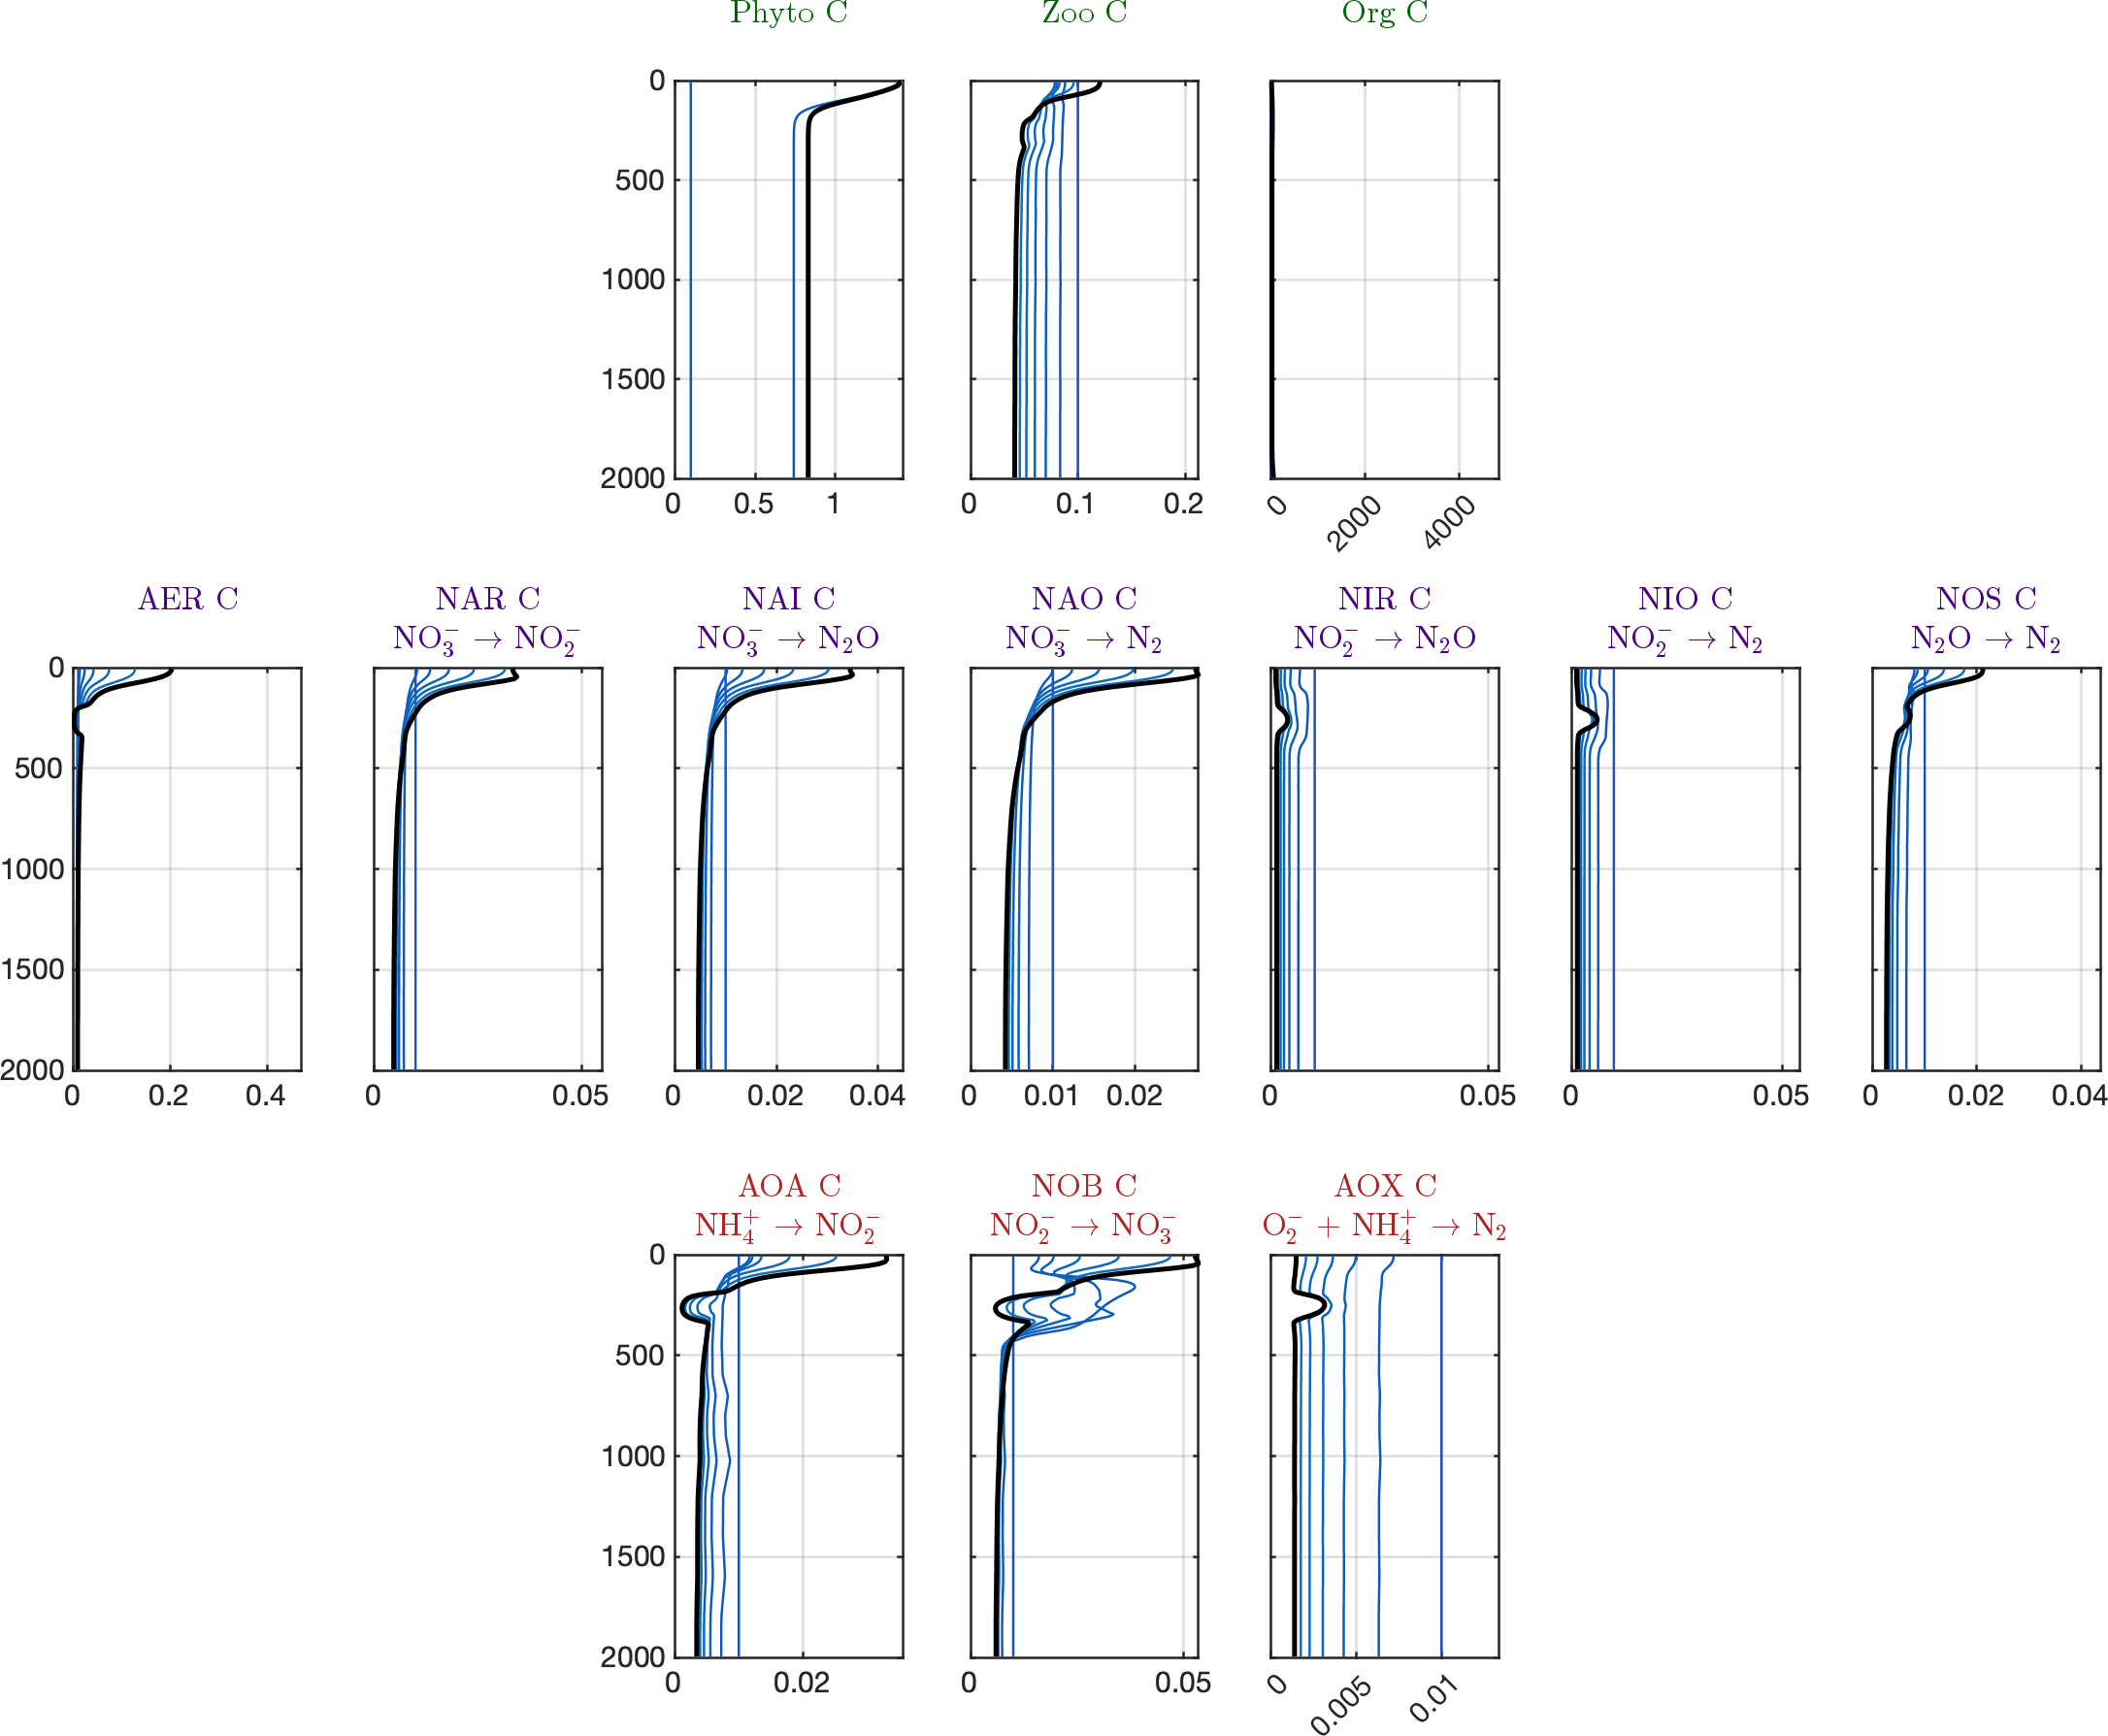 Phyto C Zoo C Org C
0
500
1000
1500
2000
0 0.5 1 0 0.1 0.2 0 2000 4000
AER C NAR C NAI C NAO C NIR C NIO C NOS C
NO₃⁻ → NO₂⁻ NO₃⁻ → N₂O NO₃⁻ → N₂ NO₂⁻ → N₂O NO₂⁻ → N₂ N₂O → N₂
0
500
1000
1500
2000
0 0.2 0.4 0 0.05 0 0.02 0.04 0 0.01 0.02 0 0.05 0 0.05 0 0.02 0.04
AOA C NOB C AOX C
NH₄⁺ → NO₂⁻ NO₂⁻ → NO₃⁻ O₂⁻ + NH₄⁺ → N₂
0
500
1000
1500
2000
0 0.02 0 0.05 0 0.005 0.01